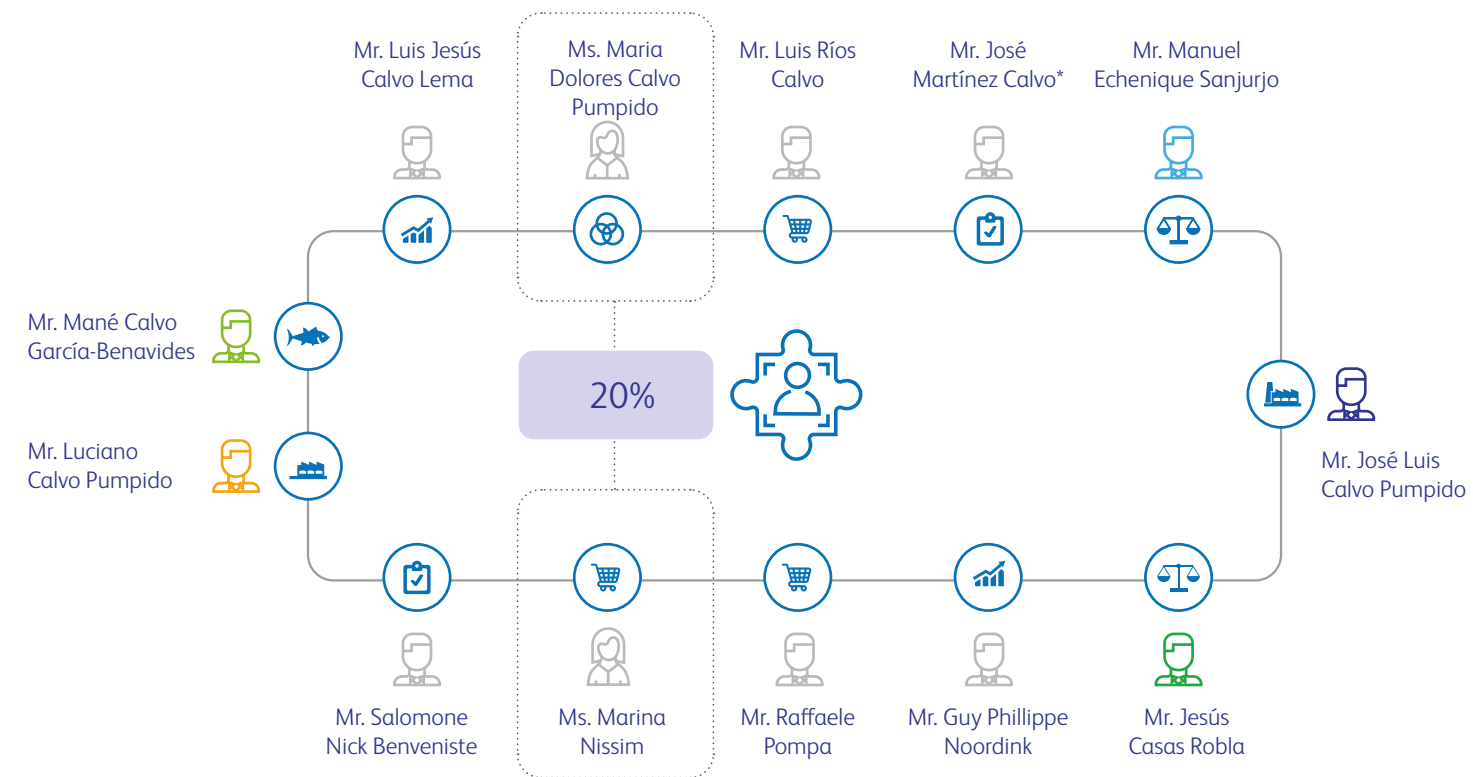 Mr. Luis Jesús
Calvo Lema
Ms. Maria
Dolores Calvo
Pumpido
Mr. Luis Ríos
Calvo
Mr. José
Martínez Calvo*
Mr. Manuel
Echenique Sanjurjo
Mr. Mané Calvo
García-Benavides
20%
Mr. Luciano
Calvo Pumpido
Mr. José Luis
Calvo Pumpido
Mr. Salomone
Nick Benveniste
Ms. Marina
Nissim
Mr. Raffaele
Pompa
Mr. Guy Phillippe
Noordink
Mr. Jesús
Casas Robla